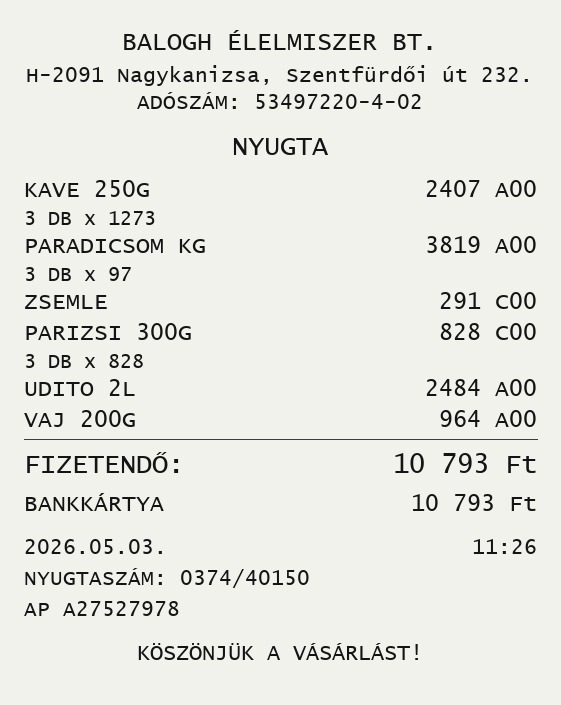 BALOGH ÉLELMISZER BT.
H-2091 Nagykanizsa, Szentfürdői út 232.
ADÓSZÁM: 53497220-4-02
NYUGTA
KAVE 250G 2407 A00
3 DB x 1273
PARADICSOM KG 3819 A00
3 DB x 97
ZSEMLE 291 C00
PARIZSI 300G 828 C00
3 DB x 828
UDITO 2L 2484 A00
VAJ 200G 964 A00
FIZETENDŐ: 10 793 Ft
BANKKÁRTYA 10 793 Ft
2026.05.03. 11:26
NYUGTASZÁM: 0374/40150
AP A27527978
KÖSZÖNJÜK A VÁSÁRLÁST!